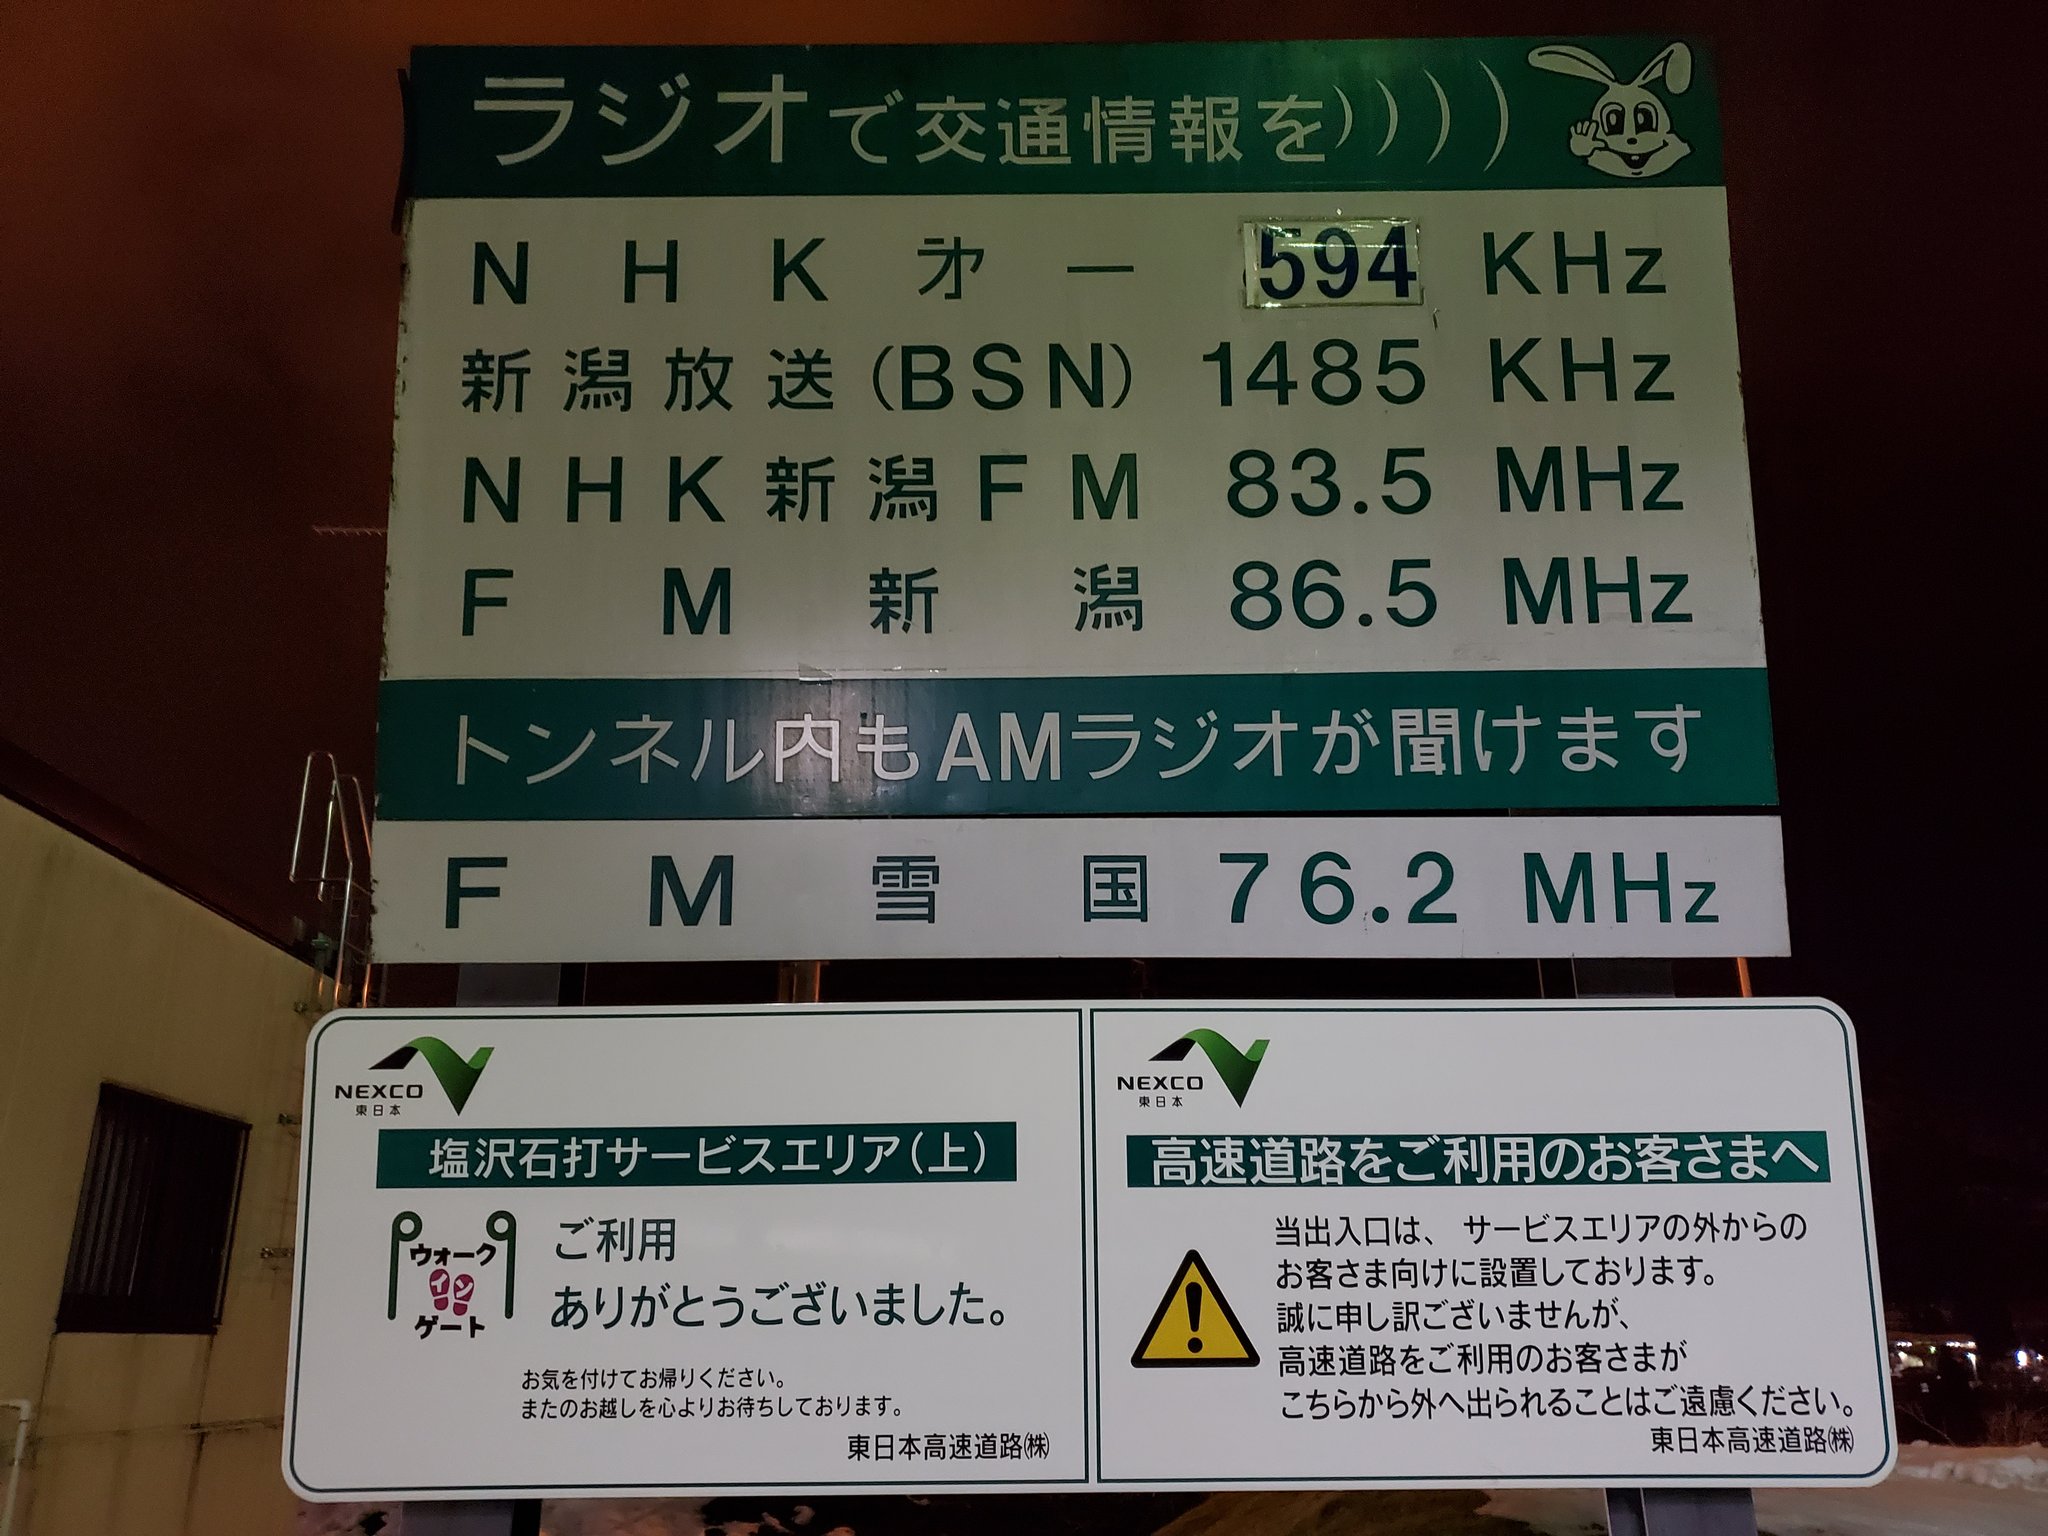 ラジオで交通情報を))))
NHK㐧一 594 KHz
新潟放送(BSN) 1485 KHz
NHK新潟FM 83.5 MHz
FM新潟 86.5 MHz
トンネル内もAMラジオが聞けます
FM雪国 76.2 MHz
NEXCO
東日本
塩沢石打サービスエリア(上)
ウォーク
イン
ゲート
ご利用
ありがとうございました。
お気を付けてお帰りください。
またのお越しを心よりお待ちしております。
東日本高速道路㈱
NEXCO
東日本
高速道路をご利用のお客さまへ
当出入口は、サービスエリアの外からの
お客さま向けに設置しております。
誠に申し訳ございませんが、
高速道路をご利用のお客さまが
こちらから外へ出られることはご遠慮ください。
東日本高速道路㈱